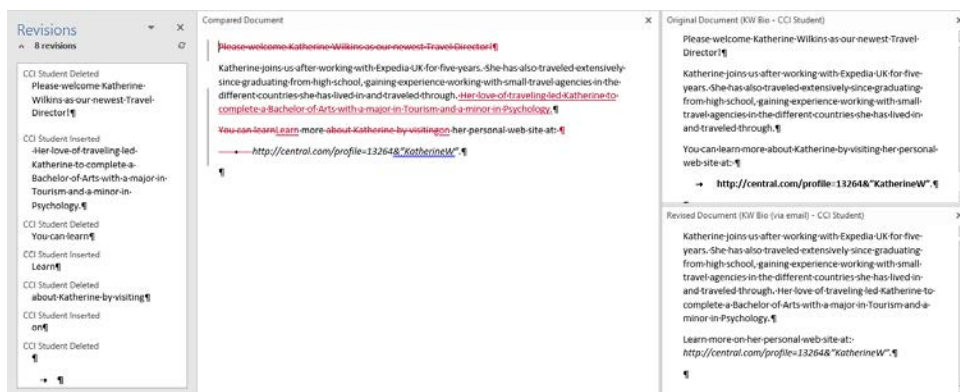 Revisions
8 revisions
CCI Student Deleted
Please welcome Katherine
Wilkins as our newest Travel
Director!¶
CCI Student Inserted
Her love of traveling led
Katherine to complete a
Bachelor of Arts with a major in
Tourism and a minor in
Psychology.¶
CCI Student Deleted
You can learn¶
CCI Student Inserted
Learn¶
CCI Student Deleted
about Katherine by visiting¶
CCI Student Inserted
on¶
CCI Student Deleted
¶
→ ¶
Compared Document
Please welcome Katherine Wilkins as our newest Travel Director!¶
Katherine joins us after working with Expedia UK for five years. She has also traveled extensively
since graduating from high school, gaining experience working with small travel agencies in the
different countries she has lived in and traveled through. Her love of traveling led Katherine to
complete a Bachelor of Arts with a major in Tourism and a minor in Psychology.¶
You can learnLearn more about Katherine by visitingon her personal web site at: ¶
→ http://central.com/profile=13264&"KatherineW".¶
¶
Original Document (KW Bio - CCI Student)
Please welcome Katherine Wilkins as our newest Travel
Director!¶
Katherine joins us after working with Expedia UK for five
years. She has also traveled extensively since graduating
from high school, gaining experience working with small
travel agencies in the different countries she has lived in
and traveled through.¶
You can learn more about Katherine by visiting her personal
web site at: ¶
→ http://central.com/profile=13264&"KatherineW".¶
Revised Document (KW Bio (via email) - CCI Student)
Katherine joins us after working with Expedia UK for five
years. She has also traveled extensively since graduating
from high school, gaining experience working with small
travel agencies in the different countries she has lived in
and traveled through. Her love of traveling led Katherine to
complete a Bachelor of Arts with a major in Tourism and a
minor in Psychology.¶
Learn more on her personal web site at:
http://central.com/profile=13264&"KatherineW".¶
¶